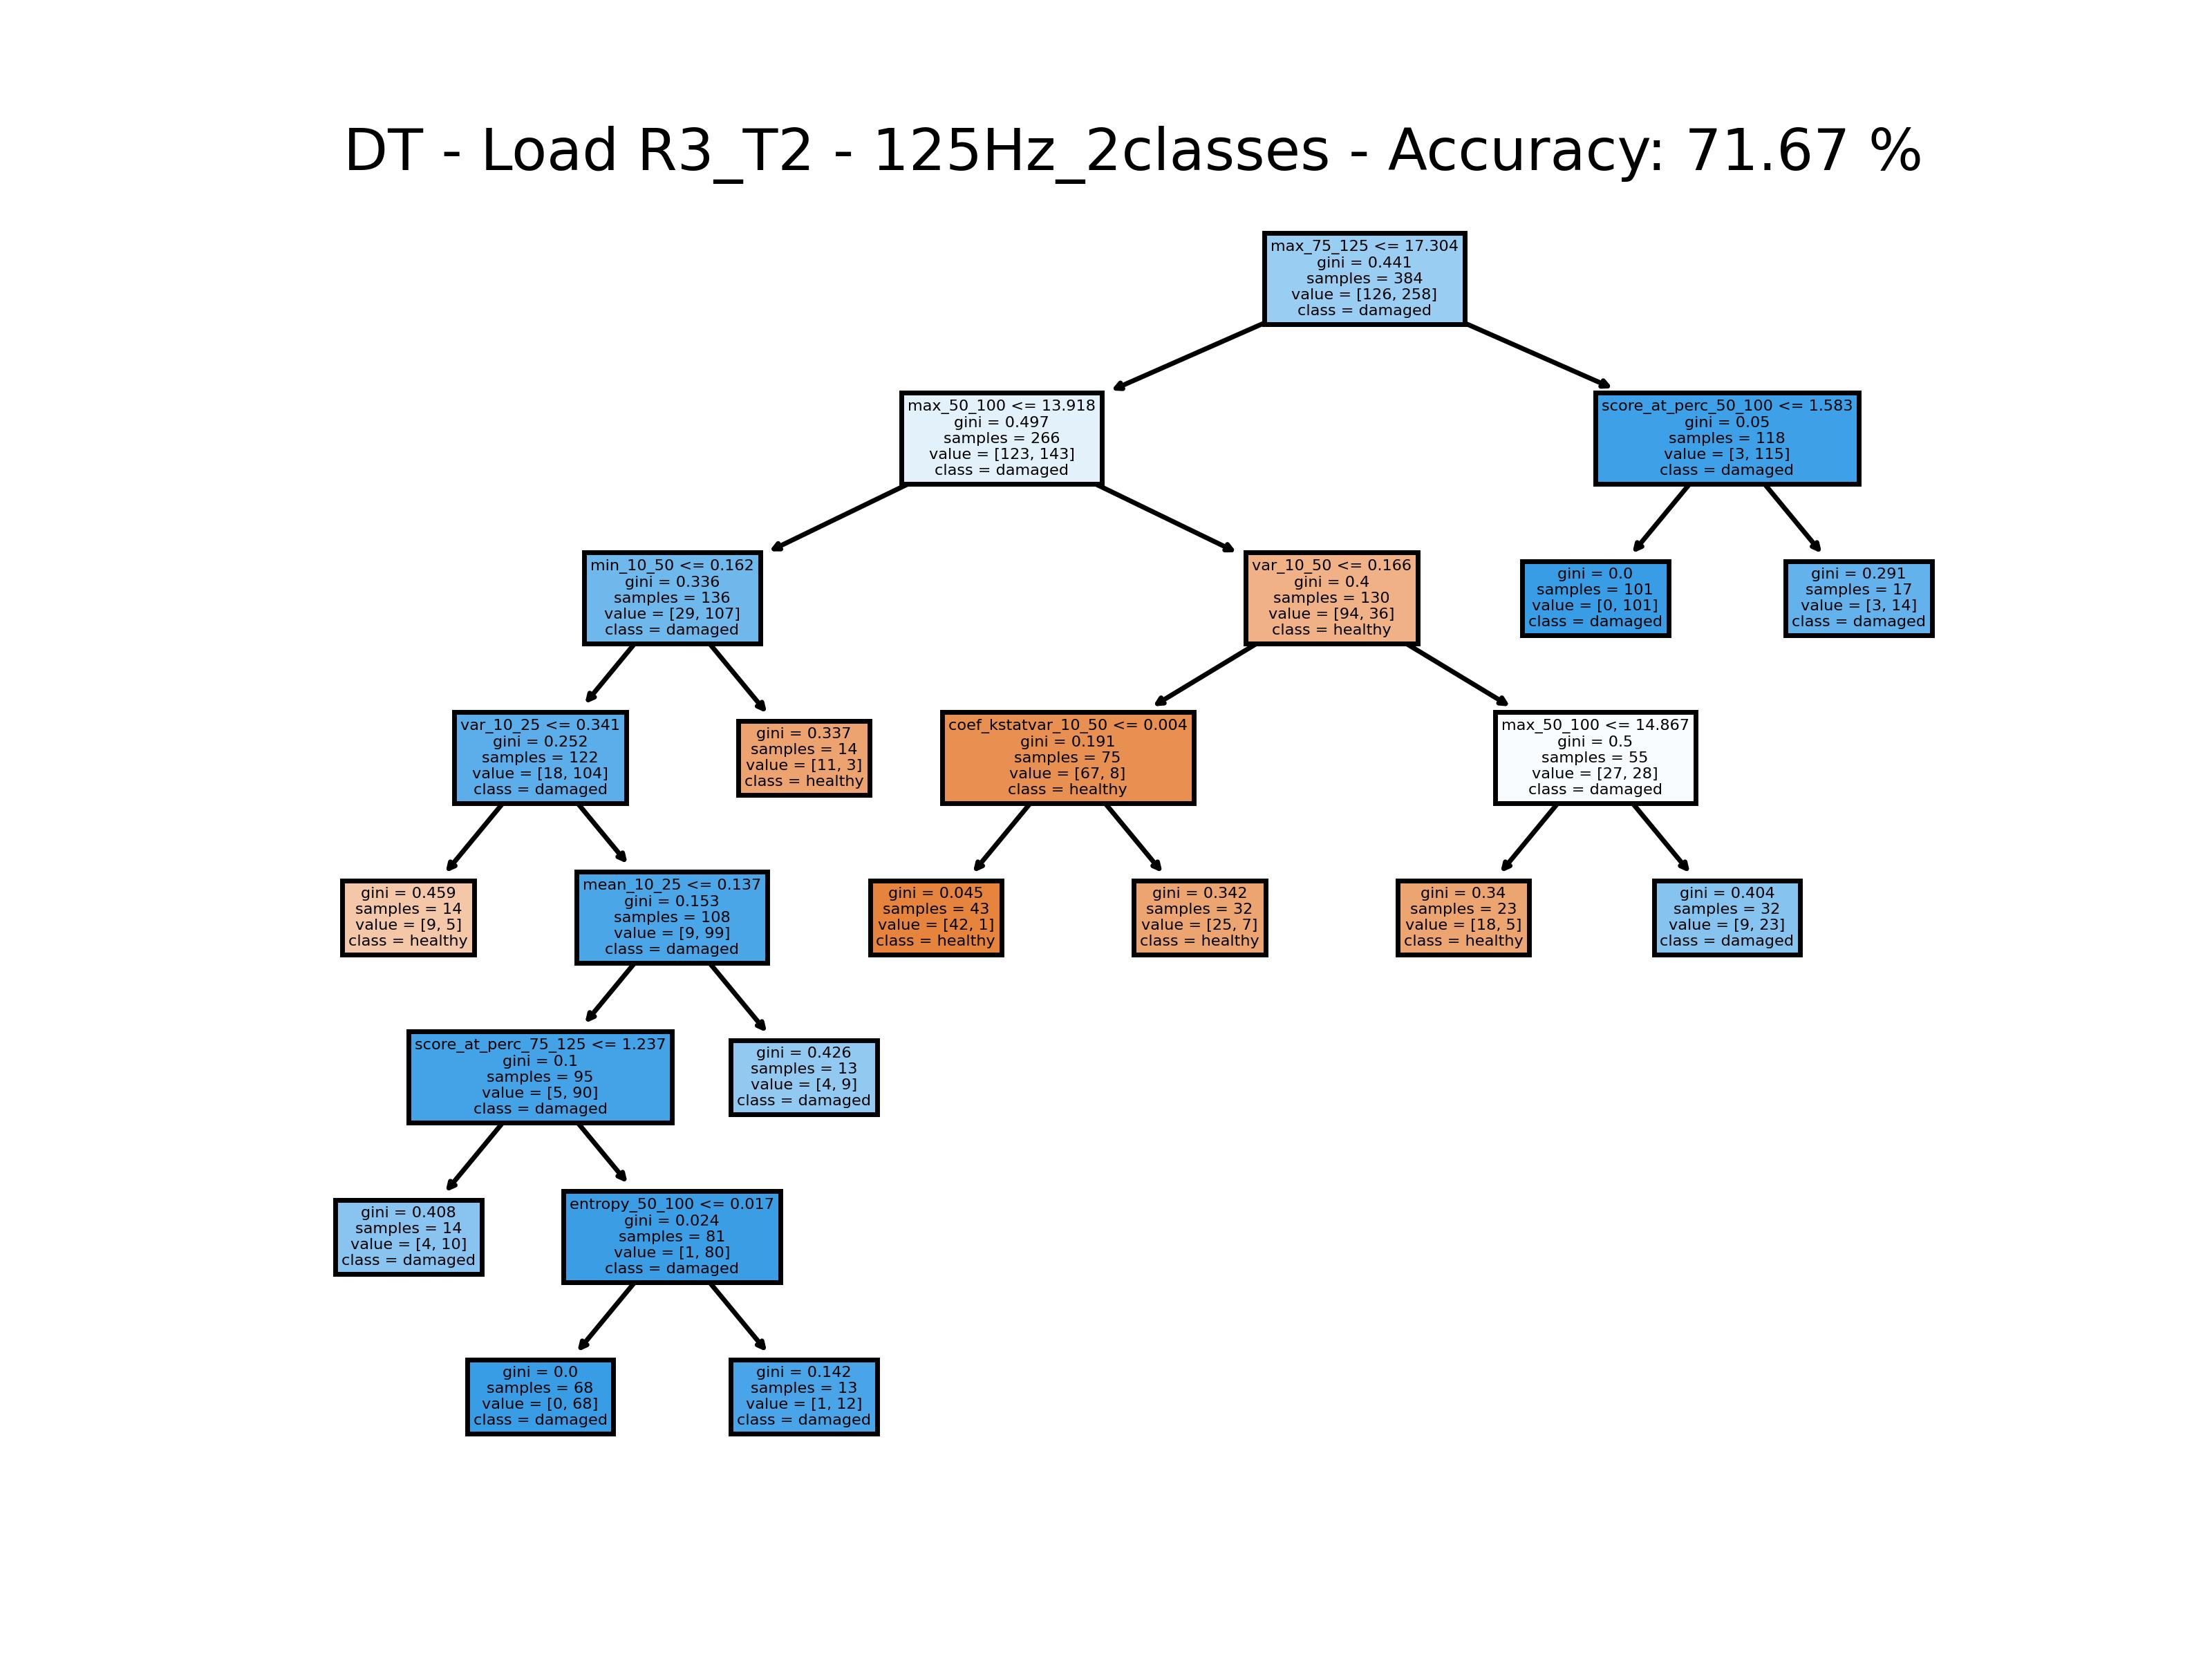 DT - Load R3_T2 - 125Hz_2classes - Accuracy: 71.67 %
max_75_125 <= 17.304
gini = 0.441
samples = 384
value = [126, 258]
class = damaged
max_50_100 <= 13.918
gini = 0.497
samples = 266
value = [123, 143]
class = damaged
score_at_perc_50_100 <= 1.583
gini = 0.05
samples = 118
value = [3, 115]
class = damaged
min_10_50 <= 0.162
gini = 0.336
samples = 136
value = [29, 107]
class = damaged
var_10_50 <= 0.166
gini = 0.4
samples = 130
value = [94, 36]
class = healthy
gini = 0.0
samples = 101
value = [0, 101]
class = damaged
gini = 0.291
samples = 17
value = [3, 14]
class = damaged
var_10_25 <= 0.341
gini = 0.252
samples = 122
value = [18, 104]
class = damaged
gini = 0.337
samples = 14
value = [11, 3]
class = healthy
coef_kstatvar_10_50 <= 0.004
gini = 0.191
samples = 75
value = [67, 8]
class = healthy
max_50_100 <= 14.867
gini = 0.5
samples = 55
value = [27, 28]
class = damaged
gini = 0.459
samples = 14
value = [9, 5]
class = healthy
mean_10_25 <= 0.137
gini = 0.153
samples = 108
value = [9, 99]
class = damaged
gini = 0.045
samples = 43
value = [42, 1]
class = healthy
gini = 0.342
samples = 32
value = [25, 7]
class = healthy
gini = 0.34
samples = 23
value = [18, 5]
class = healthy
gini = 0.404
samples = 32
value = [9, 23]
class = damaged
score_at_perc_75_125 <= 1.237
gini = 0.1
samples = 95
value = [5, 90]
class = damaged
gini = 0.426
samples = 13
value = [4, 9]
class = damaged
gini = 0.408
samples = 14
value = [4, 10]
class = damaged
entropy_50_100 <= 0.017
gini = 0.024
samples = 81
value = [1, 80]
class = damaged
gini = 0.0
samples = 68
value = [0, 68]
class = damaged
gini = 0.142
samples = 13
value = [1, 12]
class = damaged